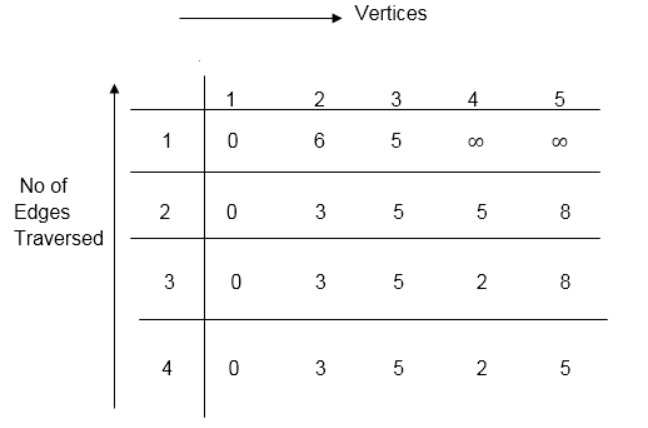 Vertices
1 2 3 4 5
1 0 6 5 ∞ ∞
No of
Edges
Traversed
2 0 3 5 5 8
3 0 3 5 2 8
4 0 3 5 2 5